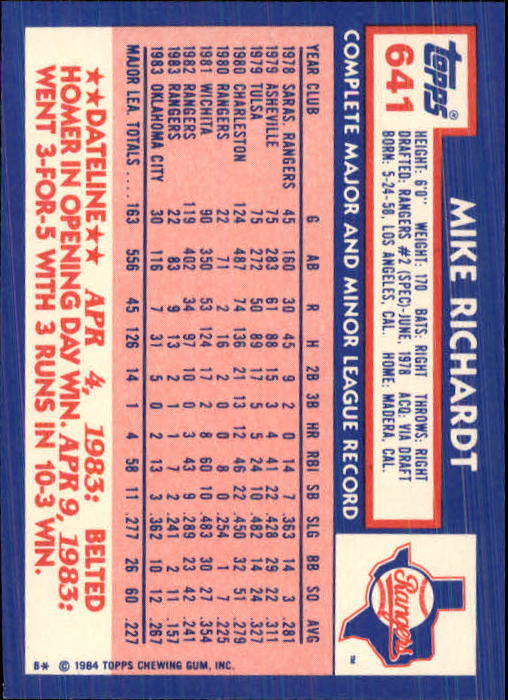 topps®
641
MIKE RICHARDT
HEIGHT: 6'0" WEIGHT: 170 BATS: RIGHT THROWS: RIGHT
DRAFTED: RANGERS #2 (SPEC)-JUNE, 1978 ACQ: VIA DRAFT
BORN: 5-24-58, LOS ANGELES, CAL. HOME: MADERA, CAL.
Rangers
TM
COMPLETE MAJOR AND MINOR LEAGUE RECORD
YEAR CLUB G AB R H 2B 3B HR RBI SB SLG BB SO AVG
1978 SARAS. RANGERS 45 160 30 45 9 2 0 14 7 .363 14 3 .281
1979 ASHEVILLE 75 283 61 88 15 3 4 41 22 .428 29 22 .311
1979 TULSA 75 272 50 89 17 5 5 24 10 .482 14 24 .327
1980 CHARLESTON 124 487 74 136 21 13 12 46 22 .450 32 51 .279
1980 RANGERS 22 71 2 16 2 0 0 8 0 .254 1 7 .225
1981 WICHITA 90 350 53 124 17 2 8 60 10 .483 30 27 .354
1982 RANGERS 119 402 34 97 10 0 3 43 9 .289 23 42 .241
1983 RANGERS 22 83 9 13 2 1 1 7 2 .241 2 11 .157
1983 OKLAHOMA CITY 30 116 7 31 5 0 2 13 3 .362 10 12 .267
MAJOR LEA. TOTALS .... 163 556 45 126 14 1 4 58 11 .277 26 60 .227
★★DATELINE★★ APR 4, 1983: BELTED
HOMER IN OPENING DAY WIN. APR 9, 1983:
WENT 3-FOR-5 WITH 3 RUNS IN 10-3 WIN.
B* © 1984 TOPPS CHEWING GUM, INC.